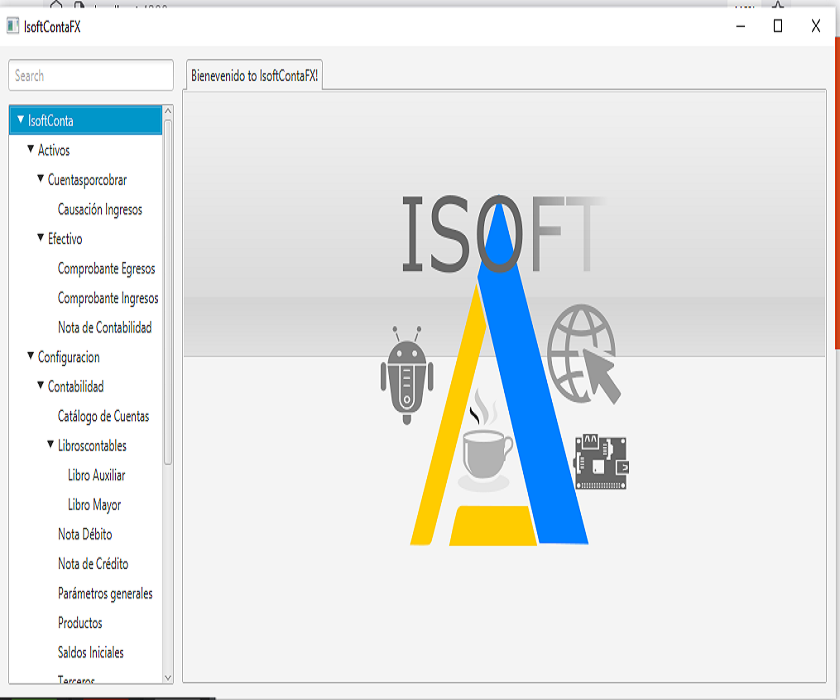 IsoftContaFX
Search
Bienevenido to IsoftContaFX!
IsoftConta
Activos
Cuentasporcobrar
Causación Ingresos
Efectivo
Comprobante Egresos
Comprobante Ingresos
Nota de Contabilidad
Configuracion
Contabilidad
Catálogo de Cuentas
Libroscontables
Libro Auxiliar
Libro Mayor
Nota Débito
Nota de Crédito
Parámetros generales
Productos
Saldos Iniciales
Terceros
ISOFT